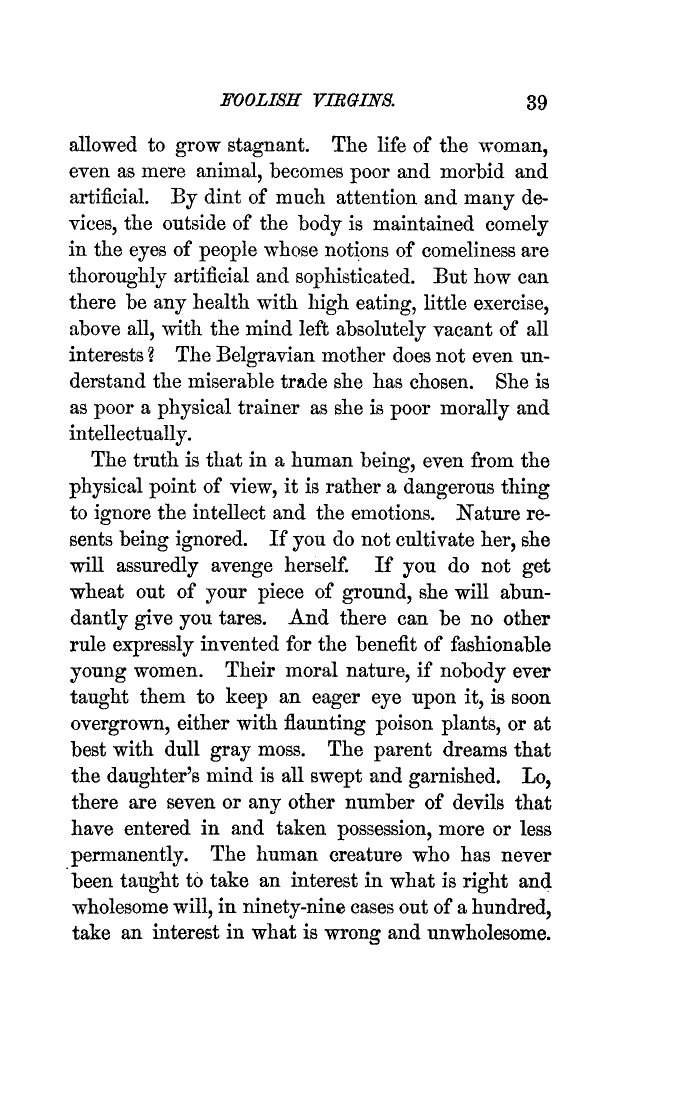 FOOLISH VIRGINS. 39
allowed to grow stagnant. The life of the woman,
even as mere animal, becomes poor and morbid and
artificial. By dint of much attention and many de-
vices, the outside of the body is maintained comely
in the eyes of people whose notions of comeliness are
thoroughly artificial and sophisticated. But how can
there be any health with high eating, little exercise,
above all, with the mind left absolutely vacant of all
interests? The Belgravian mother does not even un-
derstand the miserable trade she has chosen. She is
as poor a physical trainer as she is poor morally and
intellectually.
The truth is that in a human being, even from the
physical point of view, it is rather a dangerous thing
to ignore the intellect and the emotions. Nature re-
sents being ignored. If you do not cultivate her, she
will assuredly avenge herself. If you do not get
wheat out of your piece of ground, she will abun-
dantly give you tares. And there can be no other
rule expressly invented for the benefit of fashionable
young women. Their moral nature, if nobody ever
taught them to keep an eager eye upon it, is soon
overgrown, either with flaunting poison plants, or at
best with dull gray moss. The parent dreams that
the daughter's mind is all swept and garnished. Lo,
there are seven or any other number of devils that
have entered in and taken possession, more or less
permanently. The human creature who has never
been taught to take an interest in what is right and
wholesome will, in ninety-nine cases out of a hundred,
take an interest in what is wrong and unwholesome.